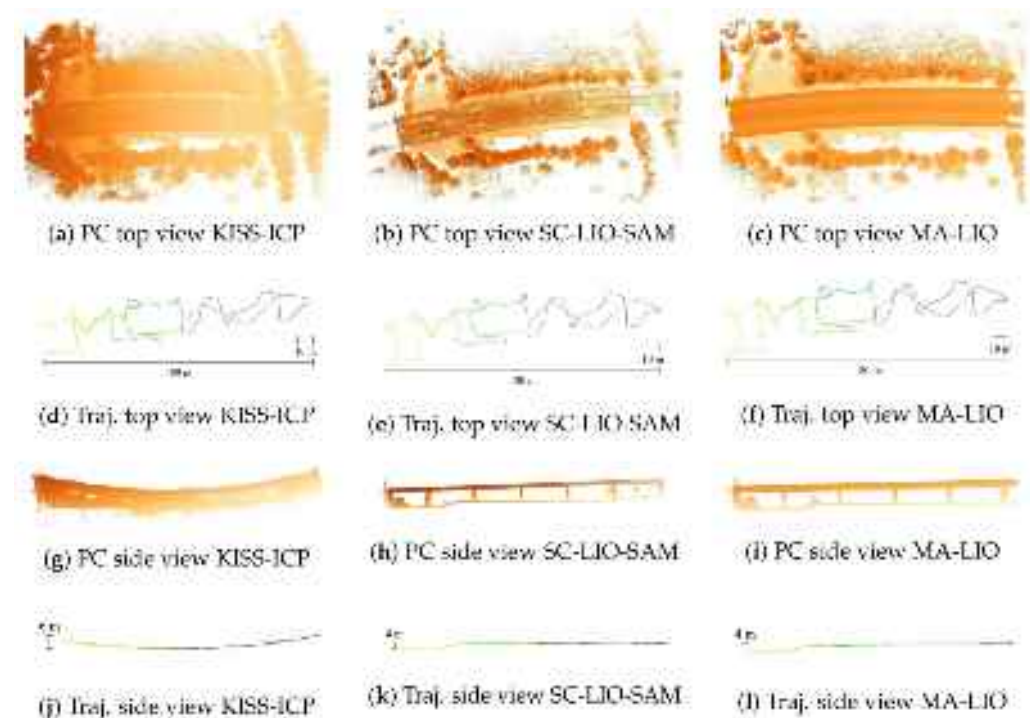 (a) PC top view KISS-ICP
(b) PC top view SC-LIO-SAM
(c) PC top view MA-LIO
(d) Traj. top view KISS-ICP
(e) Traj. top view SC-LIO-SAM
(f) Traj. top view MA-LIO
(g) PC side view KISS-ICP
(h) PC side view SC-LIO-SAM
(i) PC side view MA-LIO
4 m
4 m
(j) Traj. side view KISS-ICP
(k) Traj. side view SC-LIO-SAM
(l) Traj. side view MA-LIO